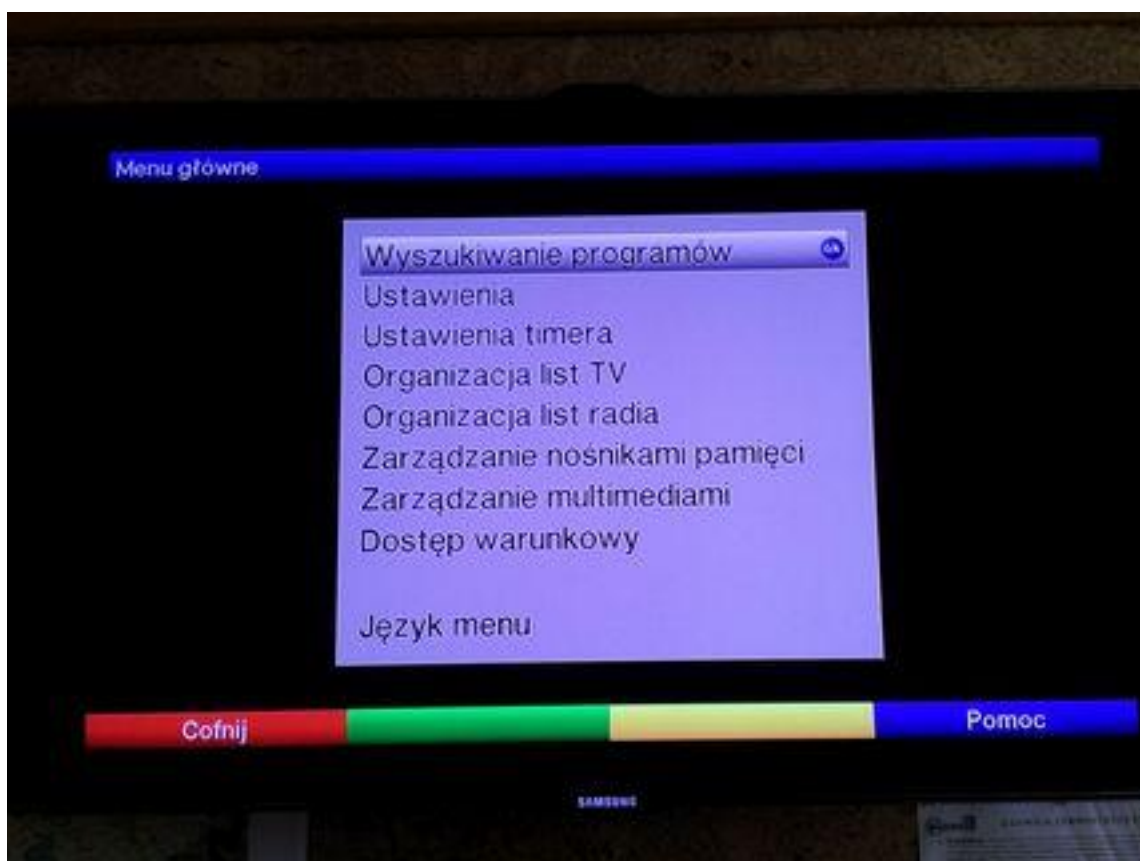 Menu główne
Wyszukiwanie programów
Ustawienia
Ustawienia timera
Organizacja list TV
Organizacja list radia
Zarządzanie nośnikami pamięci
Zarządzanie multimediami
Dostęp warunkowy
Język menu
Cofnij
Pomoc
SAMSUNG